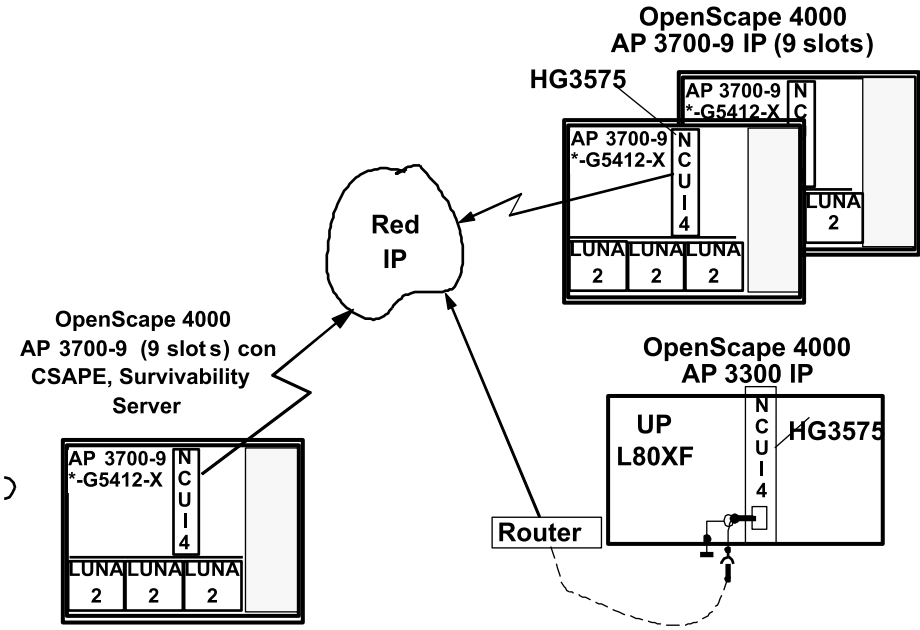 OpenScape 4000
AP 3700-9 IP (9 slots)
HG3575
AP 3700-9
*-G5412-X
N
C
LUNA
2
AP 3700-9
*-G5412-X
N
C
U
I
4
LUNA
2
LUNA
2
LUNA
2
Red
IP
OpenScape 4000
AP 3700-9 (9 slots) con
CSAPE, Survivability
Server
AP 3700-9
*-G5412-X
N
C
U
I
4
LUNA
2
LUNA
2
LUNA
2
OpenScape 4000
AP 3300 IP
UP
L80XF
N
C
U
I
4
HG3575
Router